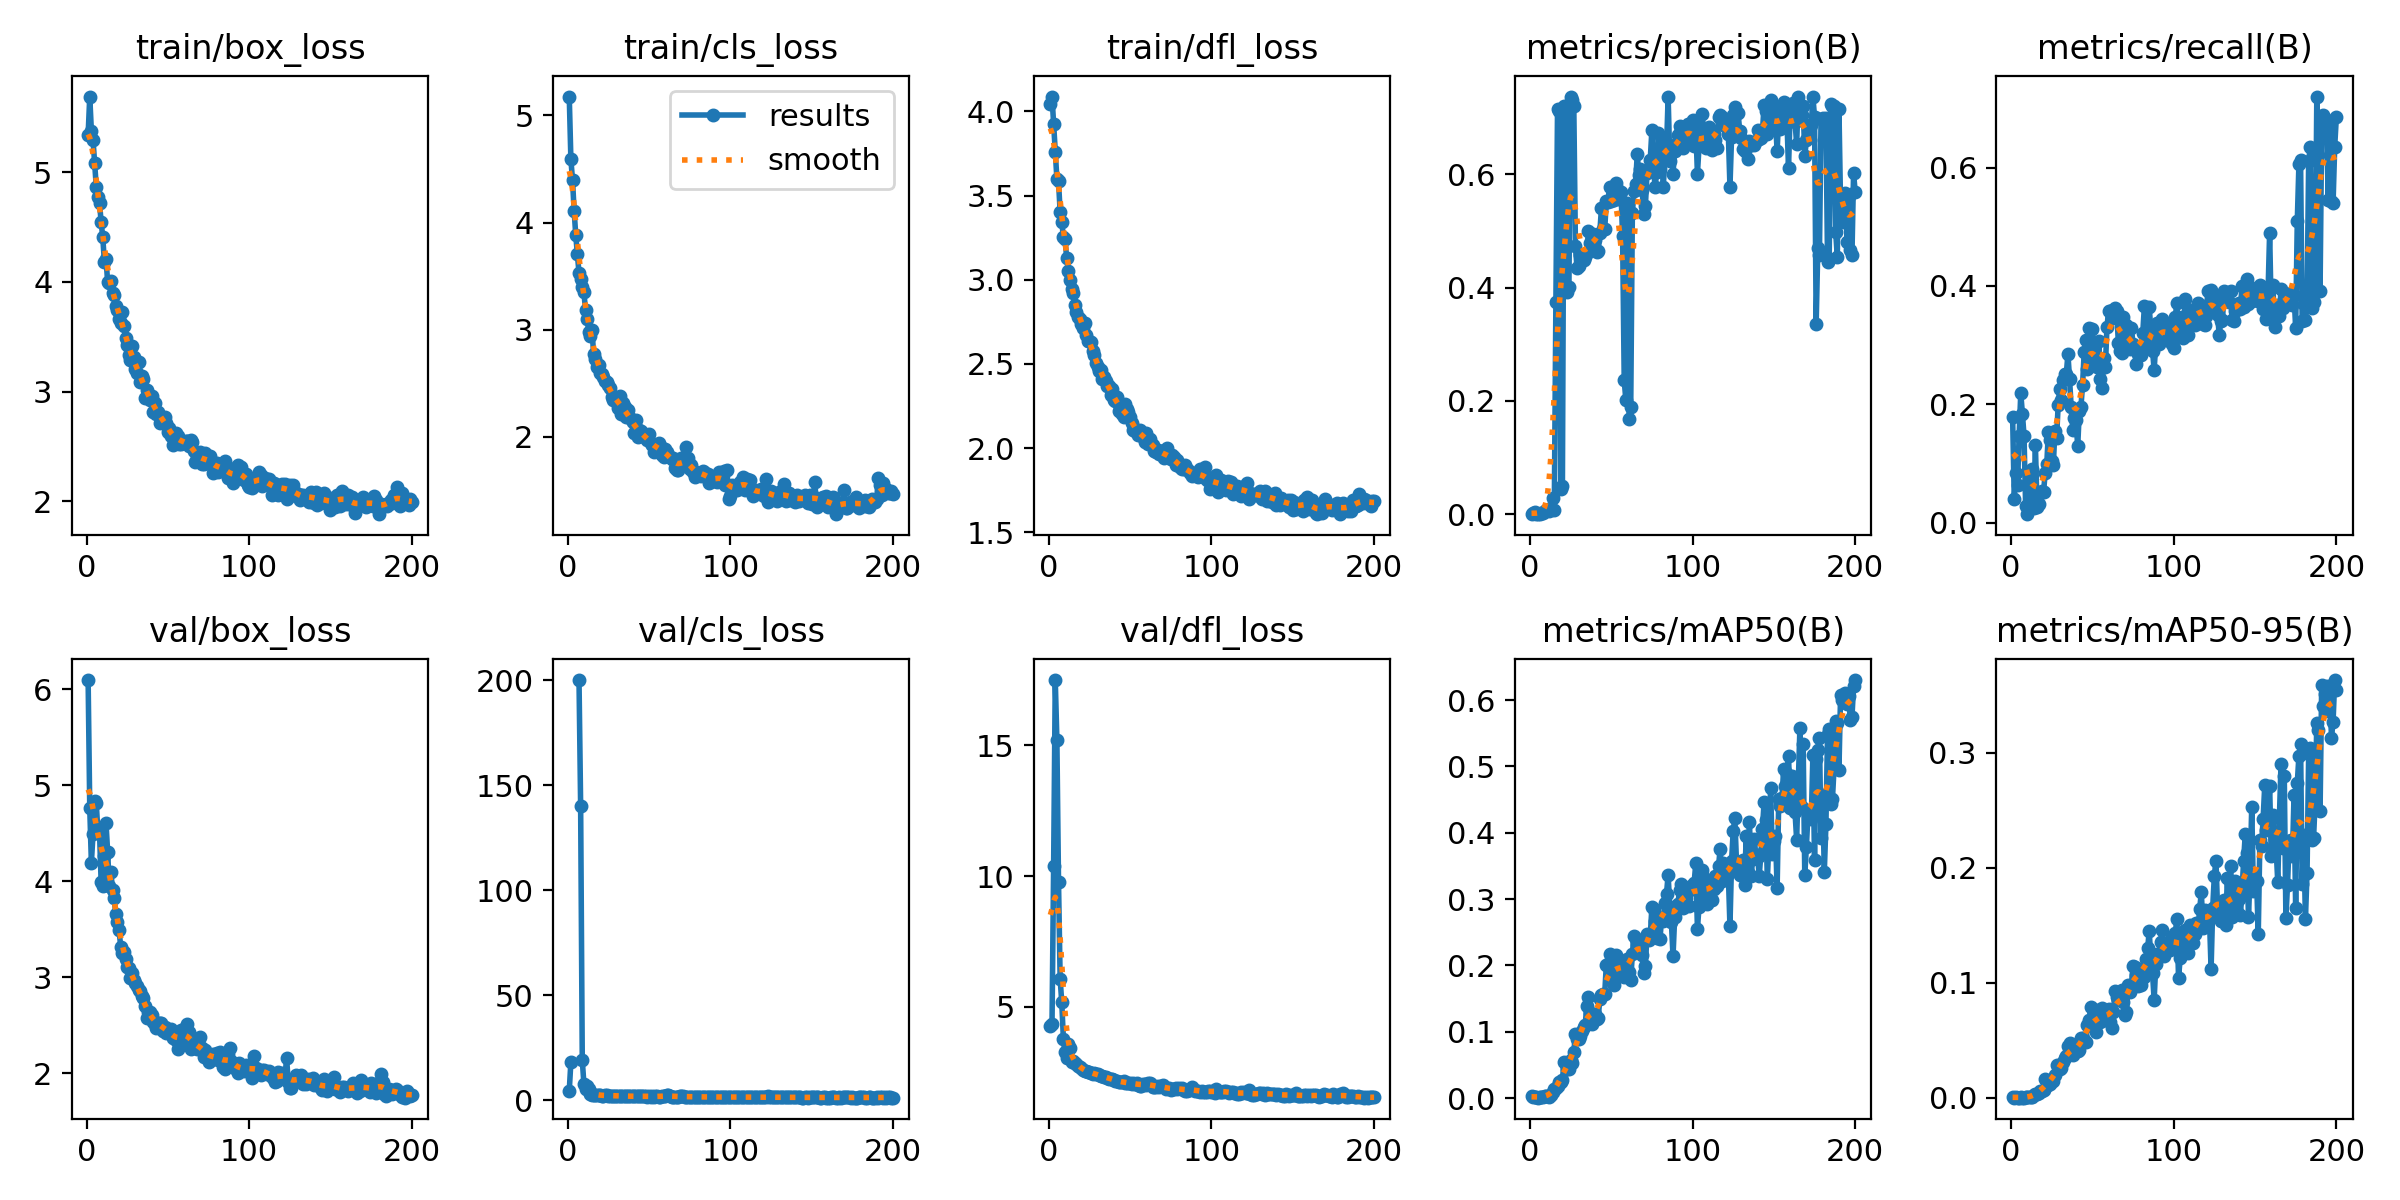 train/box_loss
train/cls_loss
train/dfl_loss
metrics/precision(B)
metrics/recall(B)
5
4
3
2
0 100 200
results
smooth
5
4
3
2
0 100 200
4.0
3.5
3.0
2.5
2.0
1.5
0 100 200
0.6
0.4
0.2
0.0
0 100 200
0.6
0.4
0.2
0.0
0 100 200
val/box_loss
val/cls_loss
val/dfl_loss
metrics/mAP50(B)
metrics/mAP50-95(B)
6
5
4
3
2
0 100 200
200
150
100
50
0
0 100 200
15
10
5
0 100 200
0.6
0.5
0.4
0.3
0.2
0.1
0.0
0 100 200
0.3
0.2
0.1
0.0
0 100 200